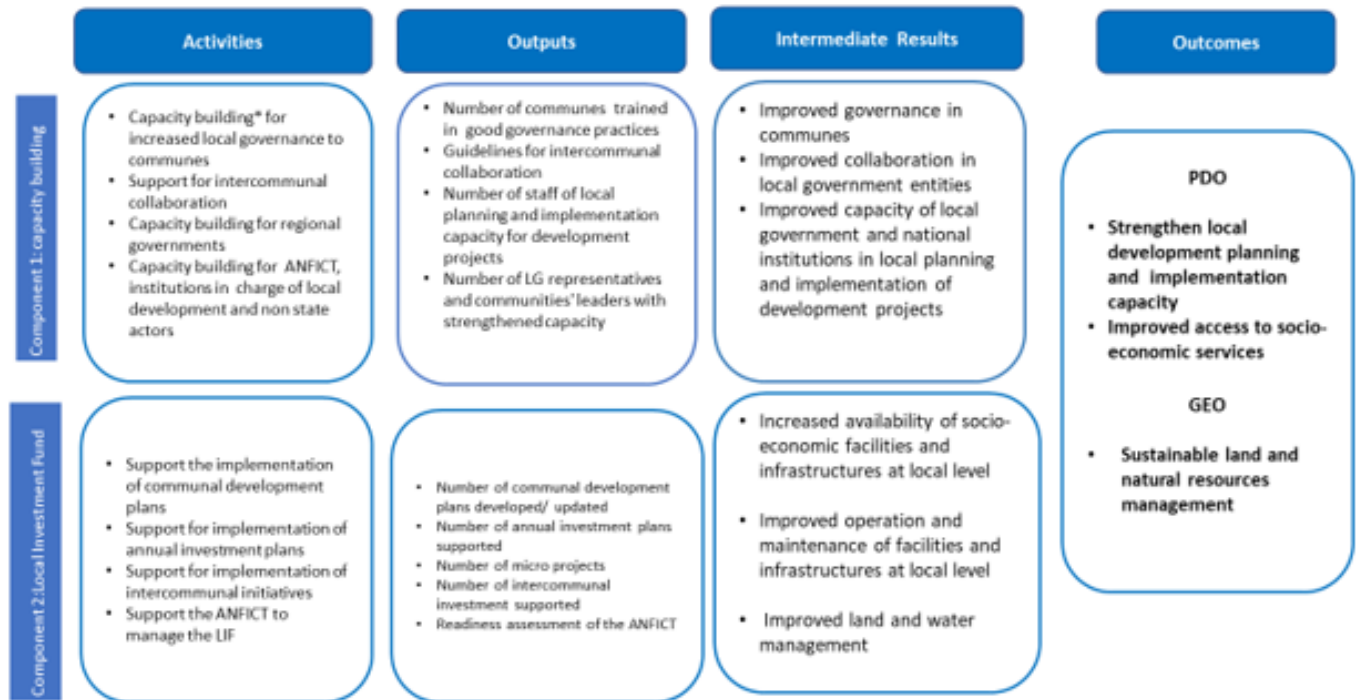 Activities
Outputs
Intermediate Results
Outcomes
Component 1: capacity building
• Capacity building* for
increased local governance to
communes
• Support for intercommunal
collaboration
• Capacity building for regional
governments
• Capacity building for ANFICT,
institutions in charge of local
development and non state
actors
• Number of communes trained
in good governance practices
• Guidelines for intercommunal
collaboration
• Number of staff of local
planning and implementation
capacity for development
projects
• Number of LG representatives
and communities' leaders with
strengthened capacity
• Improved governance in
communes
• Improved collaboration in
local government entities
• Improved capacity of local
government and national
institutions in local planning
and implementation of
development projects
PDO
• Strengthen local
development planning
and implementation
capacity
• Improved access to socio-
economic services
GEO
• Sustainable land and
natural resources
management
Component 2:Local Investment Fund
• Support the implementation
of communal development
plans
• Support for implementation of
annual investment plans
• Support for implementation of
intercommunal initiatives
• Support the ANFICT to
manage the LIF
• Number of communal development
plans developed/ updated
• Number of annual investment plans
supported
• Number of micro projects
• Number of intercommunal
investment supported
• Readiness assessment of the ANFICT
• Increased availability of socio-
economic facilities and
infrastructures at local level
• Improved operation and
maintenance of facilities and
infrastructures at local level
• Improved land and water
management